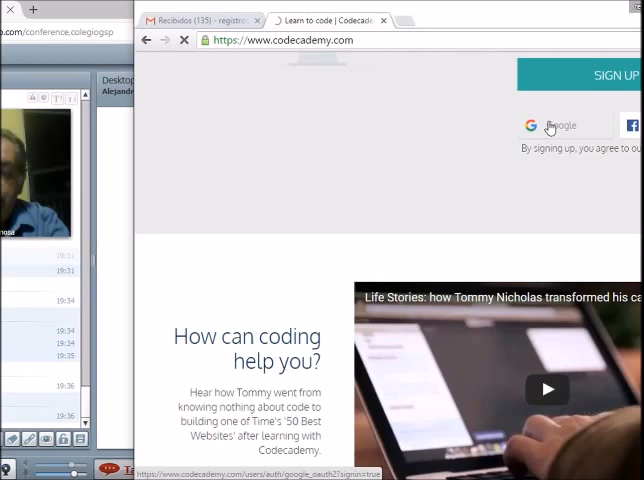 Recibidos (135) - registro
Learn to code | Codecade
https://www.codecademy.com
p.com/conference.colegiogsp
Desktop
Alejandr
SIGN UP
Google
By signing up, you agree to ou
nosa
19:31
19:31
19:34
19:34
19:34
19:35
19:36
19:36
Life Stories: how Tommy Nicholas transformed his ca
How can coding
help you?
Hear how Tommy went from
knowing nothing about code to
building one of Time's '50 Best
Websites' after learning with
Codecademy.
https://www.codecademy.com/users/auth/google_oauth2?signin=true
Ta